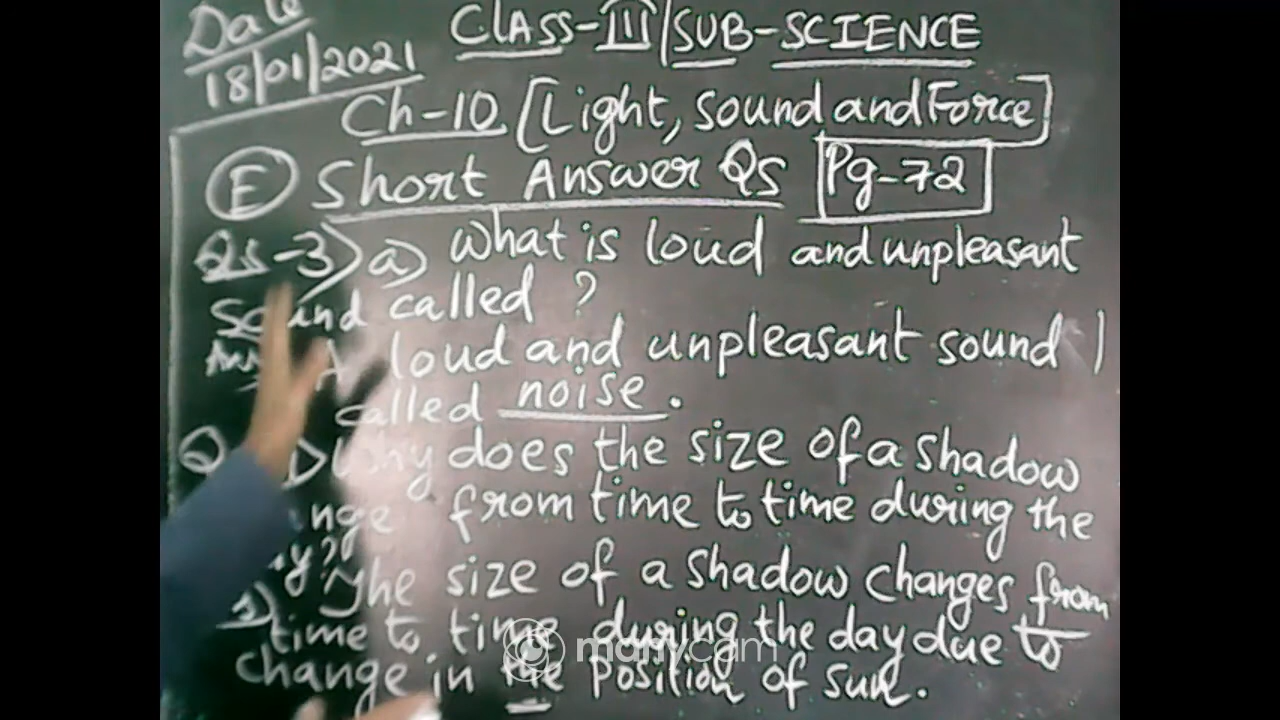 Date
18/01/2021
CLASS-III/SUB-SCIENCE
Ch-10 [Light, Sound and Force]
(E) Short Answer Qs Pg-72
Qs-3) a) What is loud and unpleasant
Sound called ?
Ans A loud and unpleasant sound
called noise.
Why does the size of a shadow
from time to time during the
The size of a shadow changes from
time to time during the day due to
change in the position of sun.
manycam